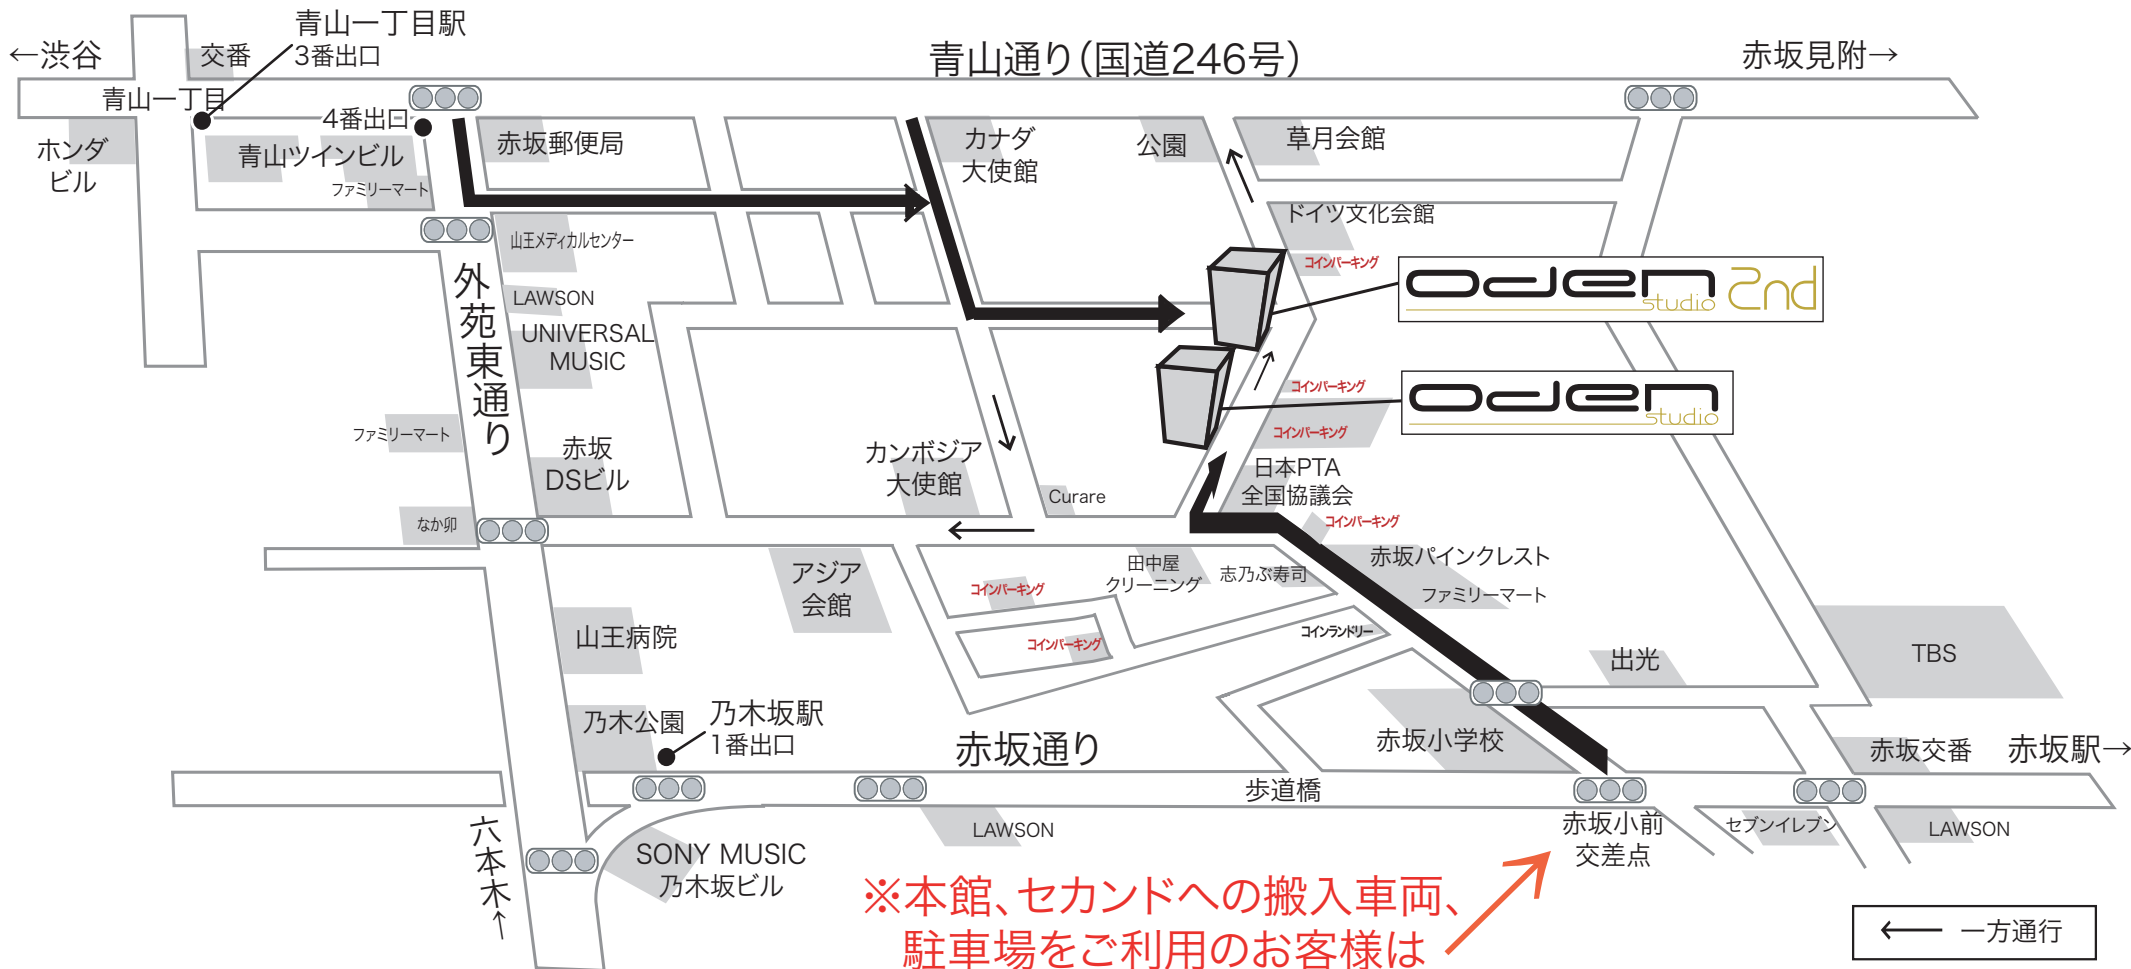 ←渋谷
交番
青山一丁目駅
3番出口
青山通り(国道246号)
赤坂見附→
青山一丁目
4番出口
ホンダ
ビル
青山ツインビル
ファミリーマート
赤坂郵便局
カナダ
大使館
公園
草月会館
ドイツ文化会館
コインパーキング
山王メディカルセンター
LAWSON
UNIVERSAL
MUSIC
外苑東通り
oden studio 2nd
コインパーキング
oden studio
コインパーキング
ファミリーマート
赤坂
DSビル
カンボジア
大使館
Curare
日本PTA
全国協議会
なか卯
コインパーキング
アジア
会館
田中屋
クリーニング
志乃ぶ寿司
赤坂パインクレスト
ファミリーマート
コインパーキング
コインパーキング
コインランドリー
山王病院
出光
TBS
乃木公園
乃木坂駅
1番出口
赤坂通り
赤坂小学校
赤坂交番
赤坂駅→
歩道橋
六本木→
SONY MUSIC
乃木坂ビル
LAWSON
赤坂小前
交差点
セブンイレブン
LAWSON
※本館、セカンドへの搬入車両、
駐車場をご利用のお客様は
← 一方通行